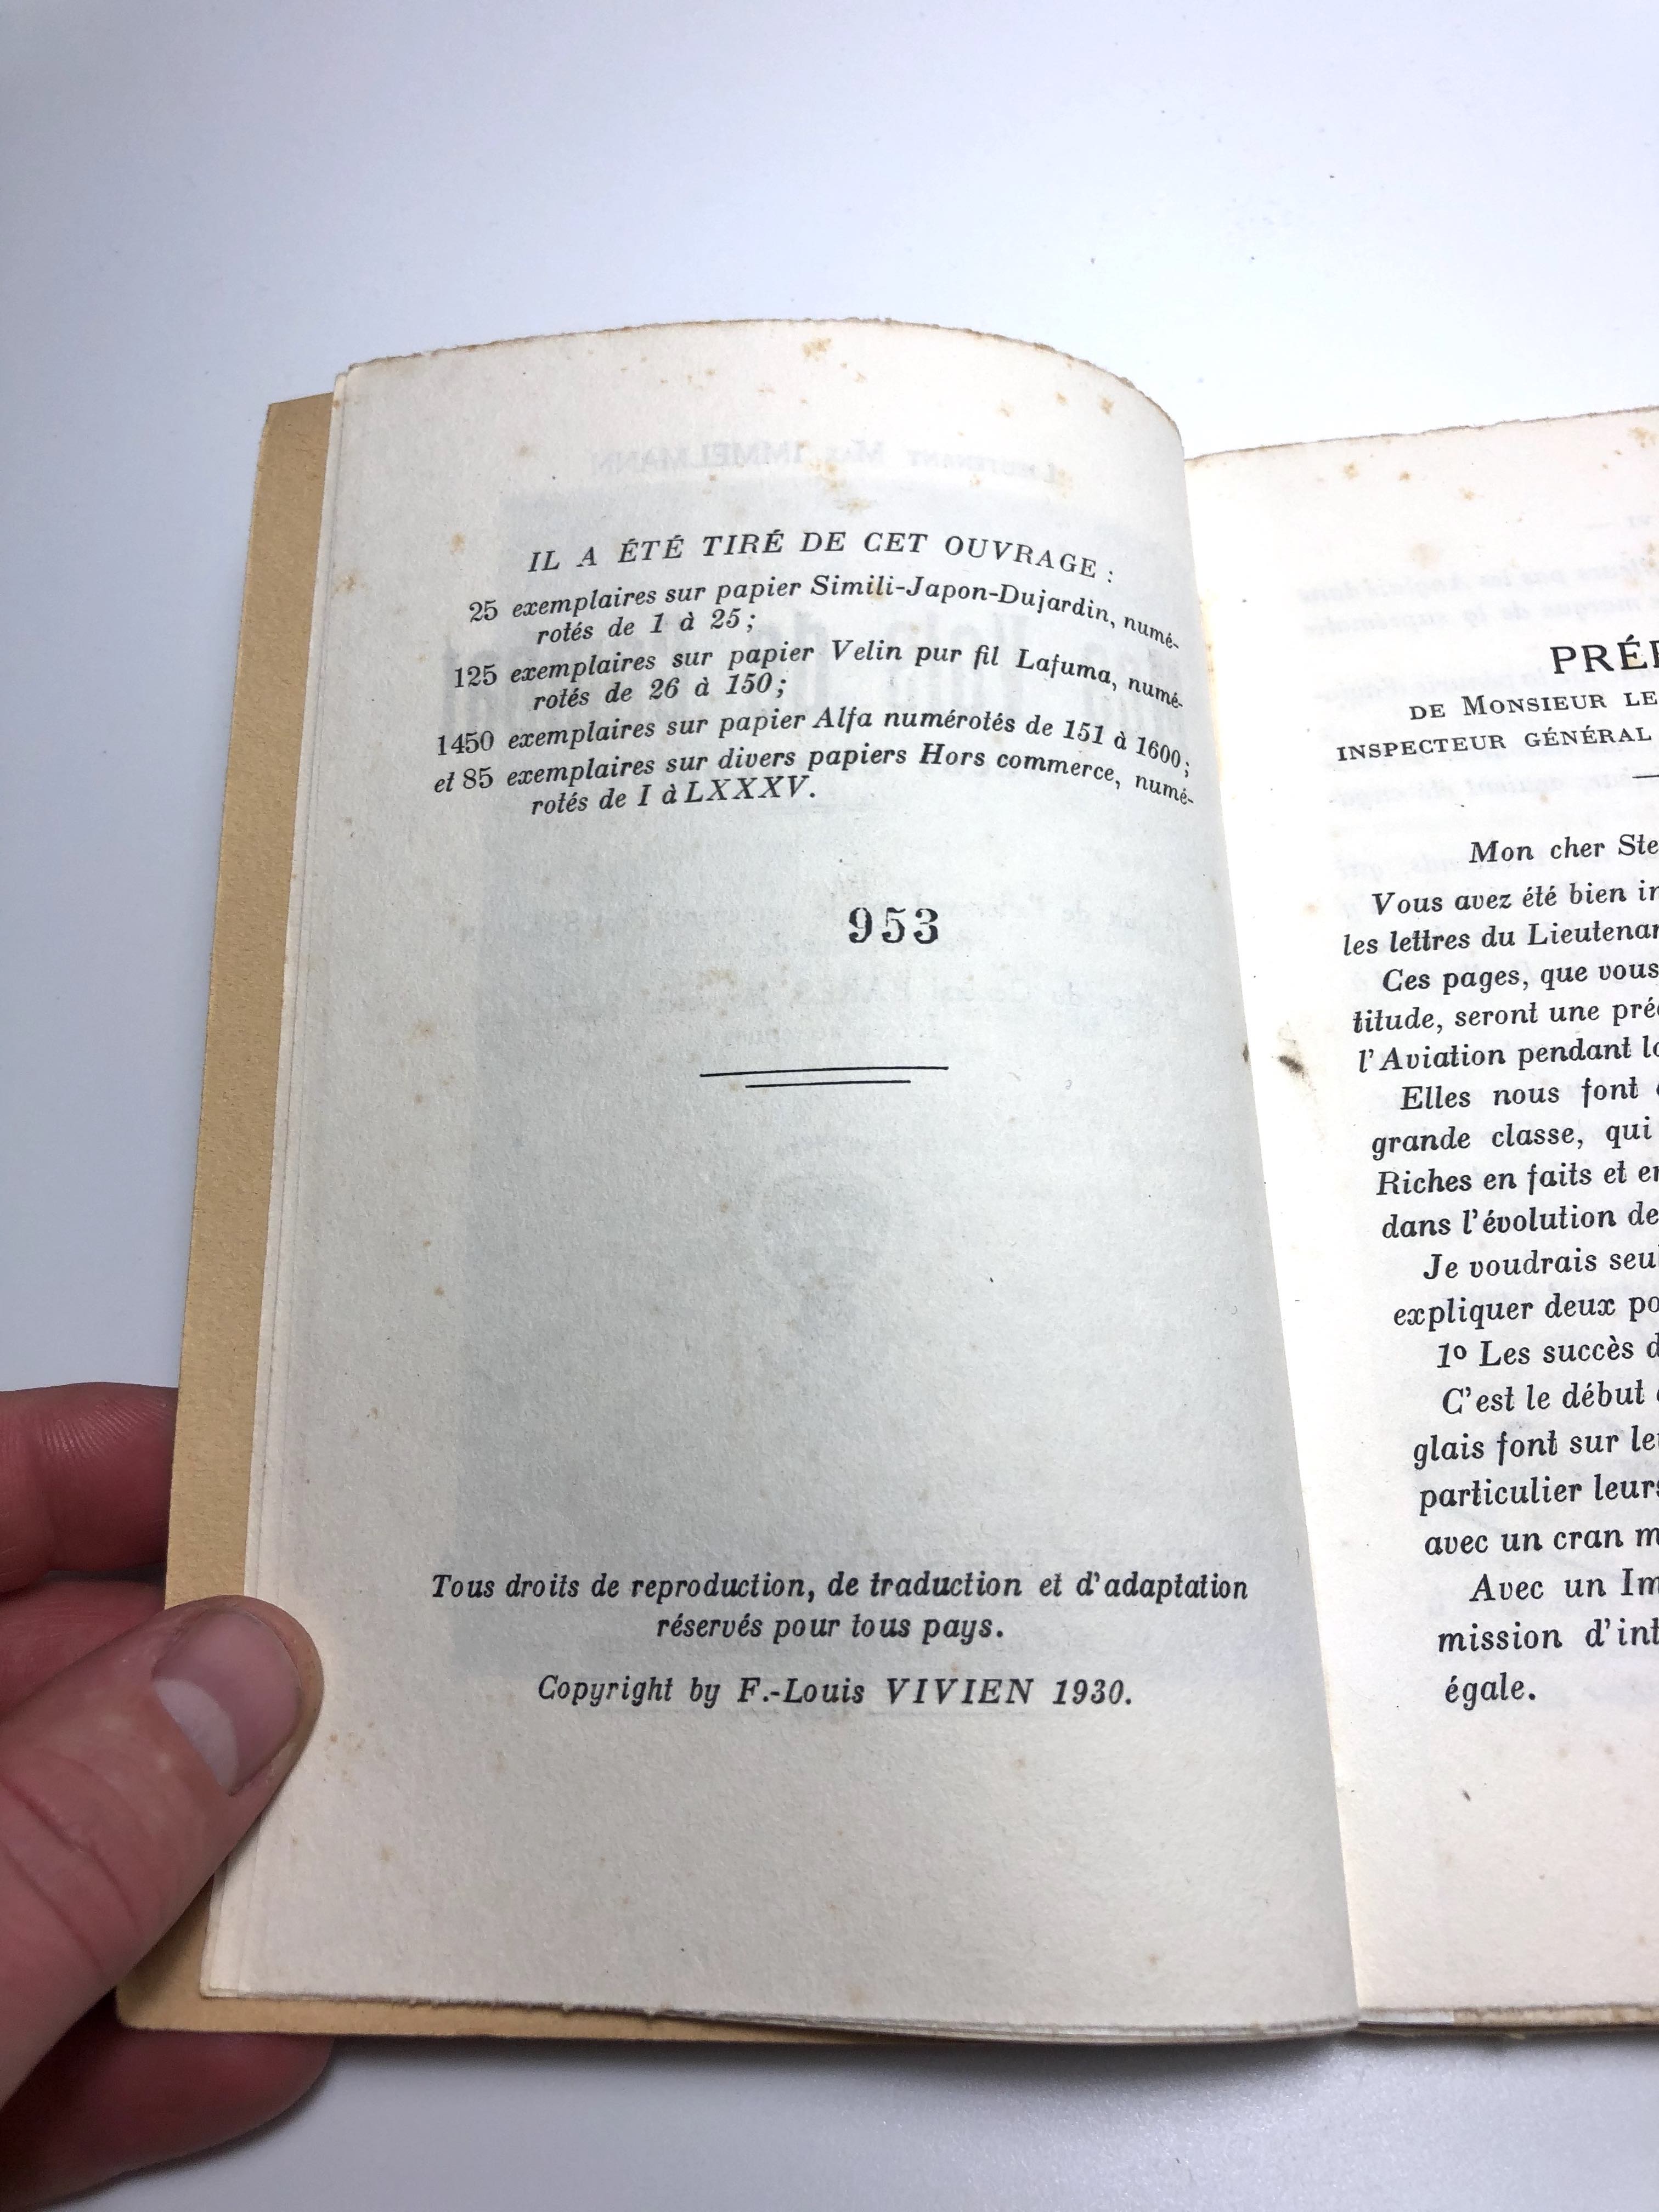 IL A ÉTÉ TIRÉ DE CET OUVRAGE :
25 exemplaires sur papier Simili-Japon-Dujardin, numé-
rotés de 1 à 25 ;
125 exemplaires sur papier Velin pur fil Lafuma, numé-
rotés de 26 à 150 ;
1450 exemplaires sur papier Alfa numérotés de 151 à 1600 ;
et 85 exemplaires sur divers papiers Hors commerce, numé-
rotés de I à LXXXV.
953
Tous droits de reproduction, de traduction et d'adaptation
réservés pour tous pays.
Copyright by F.-Louis VIVIEN 1930.
PRÉ
DE MONSIEUR LE
INSPECTEUR GÉNÉRAL
Mon cher Ste
Vous avez été bien in
les lettres du Lieutenan
Ces pages, que vous
titude, seront une pré
l'Aviation pendant l
Elles nous font
grande classe, qui
Riches en faits et e
dans l'évolution de
Je voudrais seul
expliquer deux po
1º Les succès d
C'est le début
glais font sur le
particulier leurs
avec un cran m
Avec un Im
mission d'int
égale.